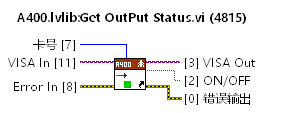 A400.lvlib:Get OutPut Status.vi (4815)
卡号 [7]
VISA In [11]
Error In [8]
A400
[3] VISA Out
[2] ON/OFF
[0] 错误输出